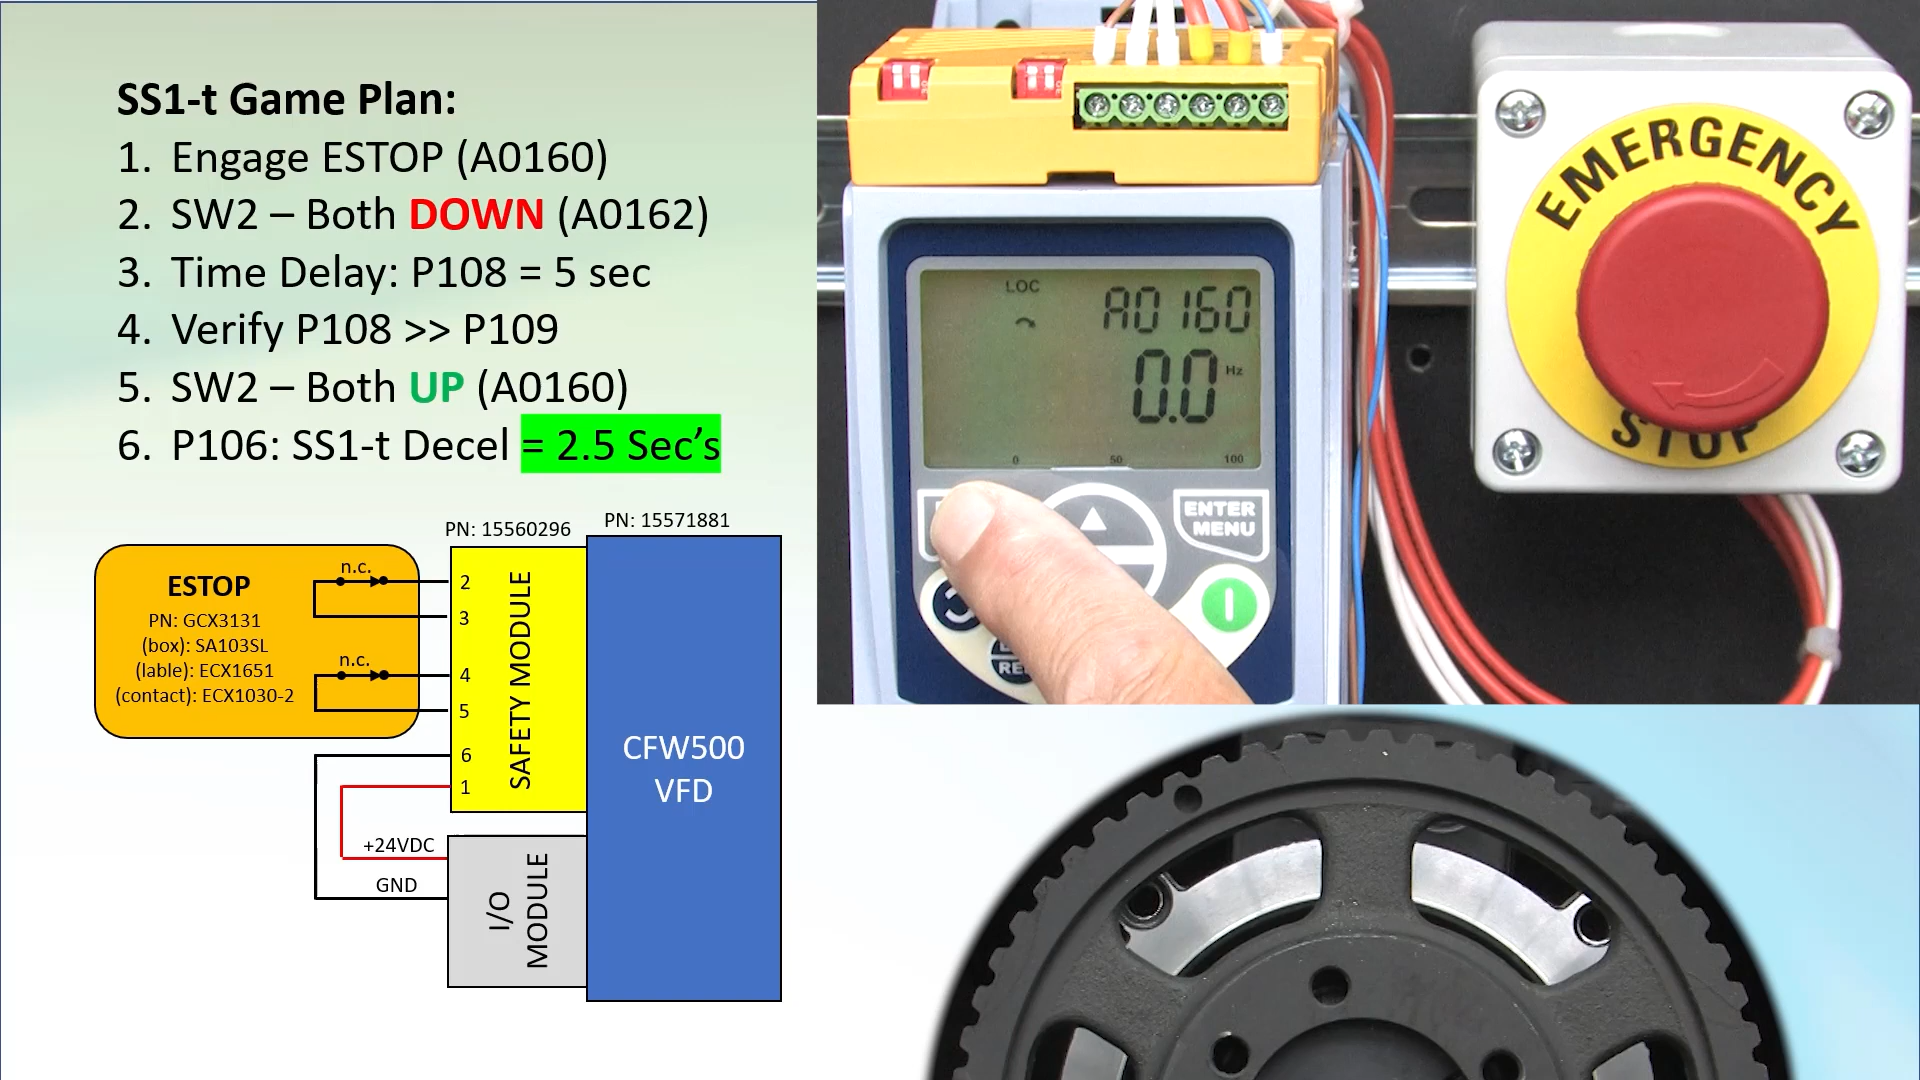 SS1-t Game Plan:
1. Engage ESTOP (A0160)
2. SW2 – Both DOWN (A0162)
3. Time Delay: P108 = 5 sec
4. Verify P108 >> P109
5. SW2 – Both UP (A0160)
6. P106: SS1-t Decel = 2.5 Sec’s
PN: 15560296
PN: 15571881
ESTOP
PN: GCX3131
(box): SA103SL
(lable): ECX1651
(contact): ECX1030-2
n.c.
n.c.
2
3
4
5
6
1
SAFETY MODULE
CFW500
VFD
+24VDC
GND
I/O
MODULE
LOC
A0160
0.0 Hz
0 50 100
ENTER
MENU
EMERGENCY
STOP